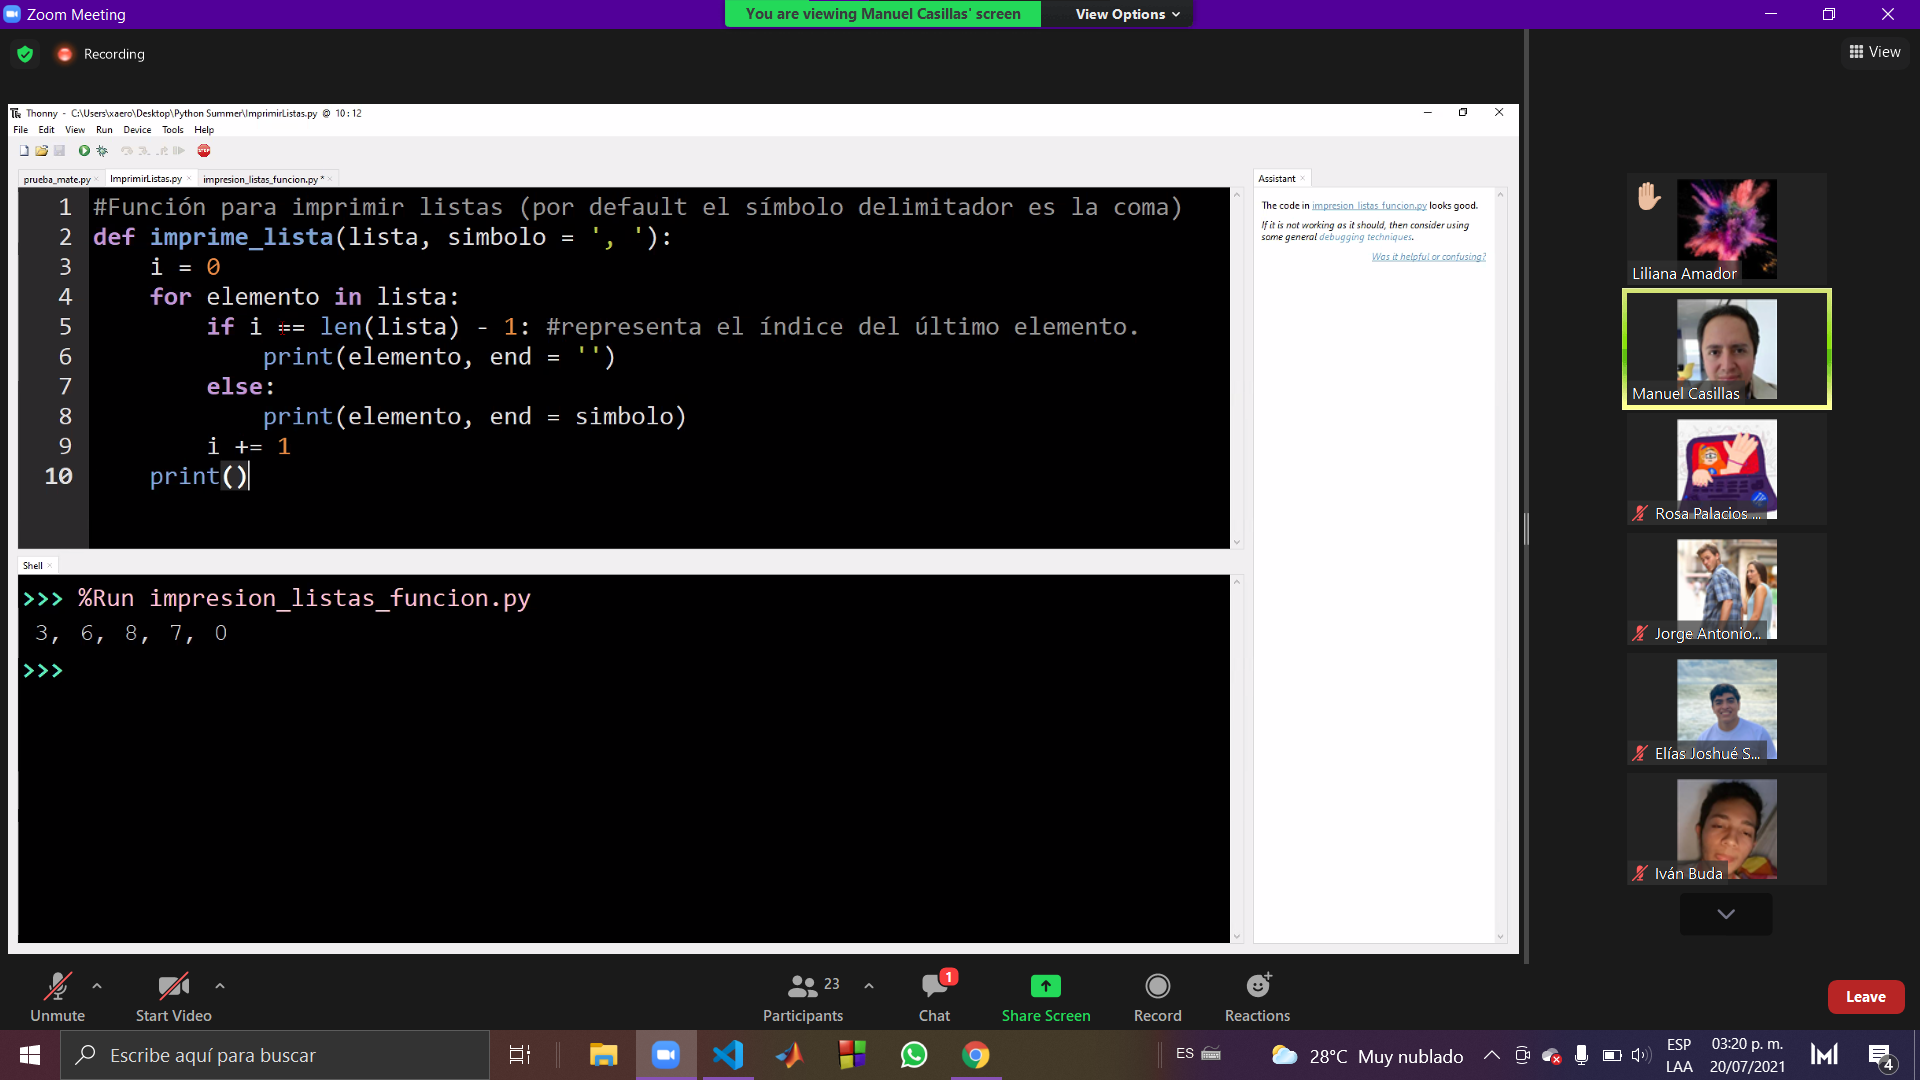 Zoom Meeting
You are viewing Manuel Casillas' screen
View Options
Recording
View
Thonny - C:\Users\xaero\Desktop\Python Summer\ImprimirListas.py @ 10:12
File Edit View Run Device Tools Help
STOP
prueba_mate.py
ImprimirListas.py
impresion_listas_funcion.py *
1 #Función para imprimir listas (por default el símbolo delimitador es la coma)
2 def imprime_lista(lista, simbolo = ', '):
3 i = 0
4 for elemento in lista:
5 if i == len(lista) - 1: #representa el índice del último elemento.
6 print(elemento, end = '')
7 else:
8 print(elemento, end = simbolo)
9 i += 1
10 print()
Shell
>>> %Run impresion_listas_funcion.py
3, 6, 8, 7, 0
>>>
Assistant
The code in impresion_listas_funcion.py looks good.
If it is not working as it should, then consider using
some general debugging techniques.
Was it helpful or confusing?
Liliana Amador
Manuel Casillas
Rosa Palacios ...
Jorge Antonio...
Elías Joshué S...
Iván Buda
Unmute
Start Video
23
Participants
1
Chat
Share Screen
Record
Reactions
Leave
Escribe aquí para buscar
ES
28°C Muy nublado
ESP
LAA
03:20 p. m.
20/07/2021
4